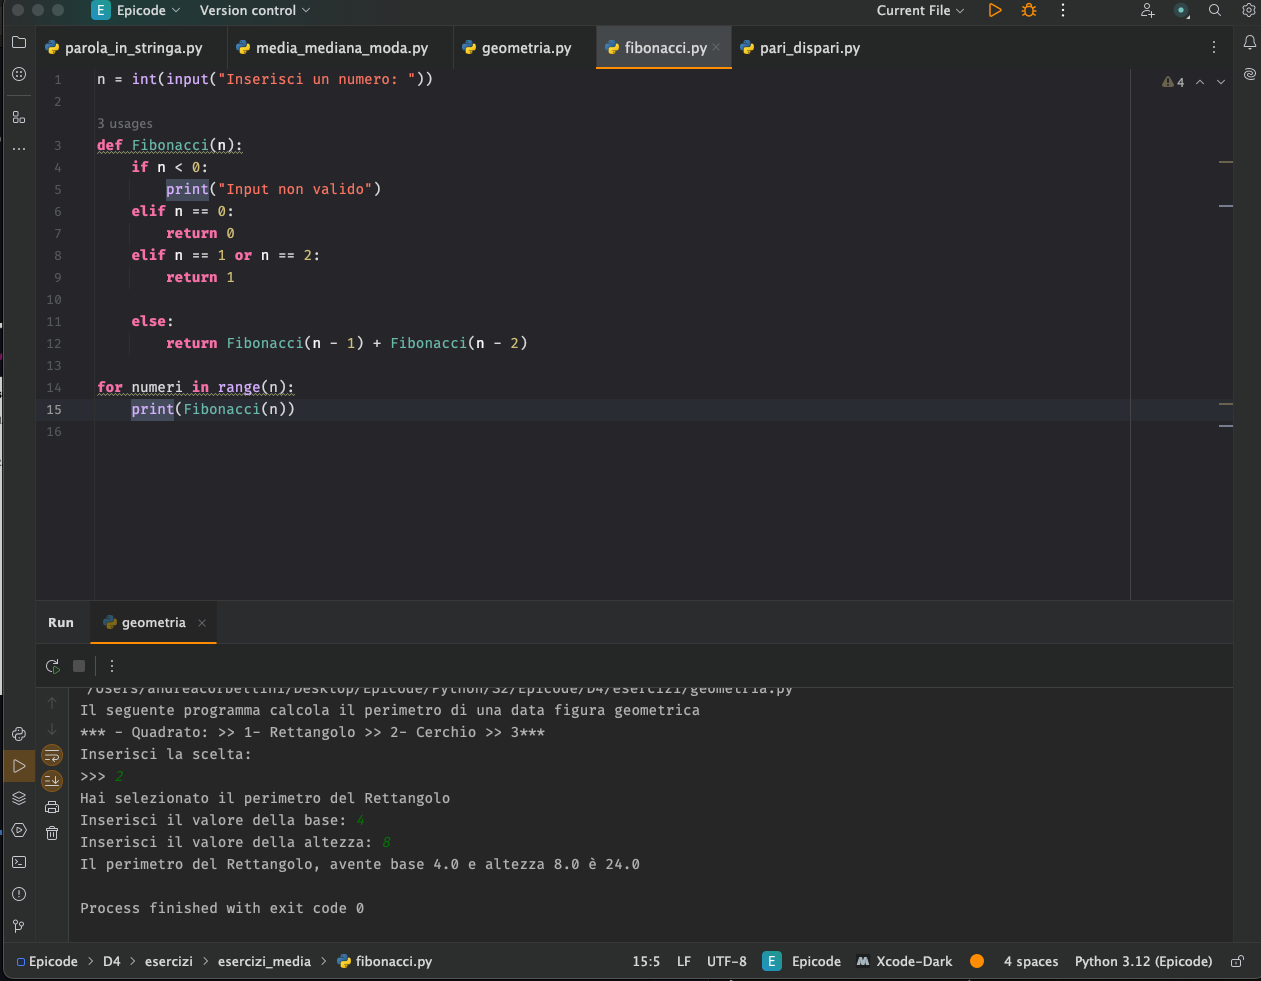 E Epicode Version control Current File
parola_in_stringa.py media_mediana_moda.py geometria.py fibonacci.py pari_dispari.py
1 n = int(input("Inserisci un numero: ")) 4
2
3 usages
3 def Fibonacci(n):
4 if n < 0:
5 print("Input non valido")
6 elif n == 0:
7 return 0
8 elif n == 1 or n == 2:
9 return 1
10
11 else:
12 return Fibonacci(n - 1) + Fibonacci(n - 2)
13
14 for numeri in range(n):
15 print(Fibonacci(n))
16
Run geometria
/Users/andreacorbellini/Desktop/Epicode/Python/S2/Epicode/D4/esercizi/geometria.py
Il seguente programma calcola il perimetro di una data figura geometrica
*** - Quadrato: >> 1- Rettangolo >> 2- Cerchio >> 3***
Inserisci la scelta:
>>> 2
Hai selezionato il perimetro del Rettangolo
Inserisci il valore della base: 4
Inserisci il valore della altezza: 8
Il perimetro del Rettangolo, avente base 4.0 e altezza 8.0 è 24.0
Process finished with exit code 0
Epicode > D4 > esercizi > esercizi_media > fibonacci.py 15:5 LF UTF-8 E Epicode Xcode-Dark 4 spaces Python 3.12 (Epicode)